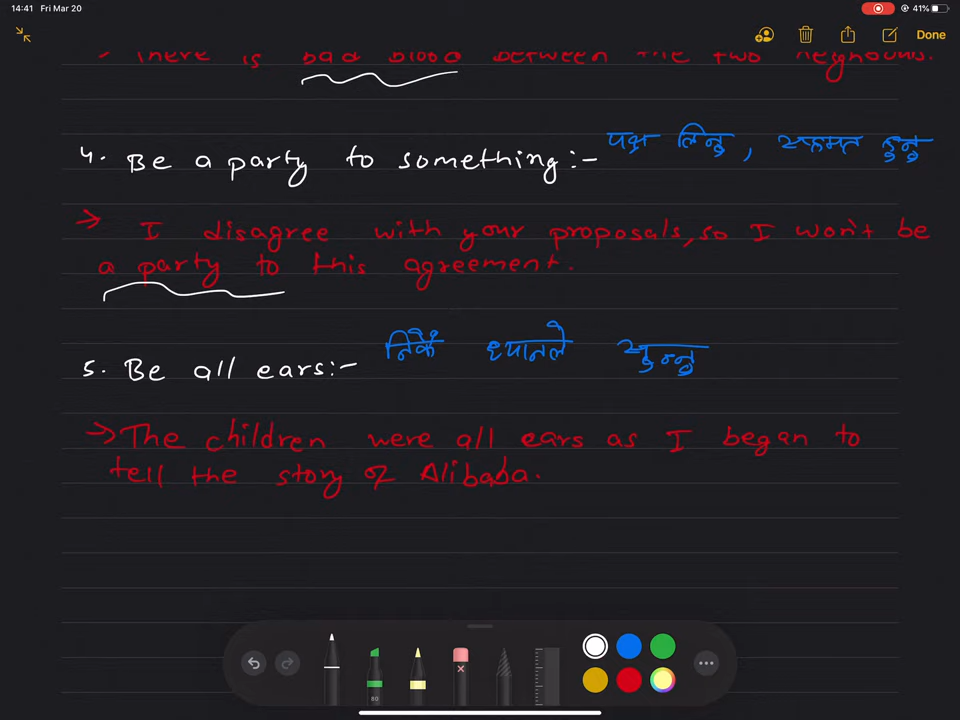 14:41 Fri Mar 20
41%
Done
There is bad blood between the two neighbours.
4. Be a party to something:- पक्ष लिनु, सहमत हुनु
→ I disagree with your proposals, so I won't be
a party to this agreement.
5. Be all ears:- निकै ध्यानले सुन्नु
→ The children were all ears as I began to
tell the story of Alibaba.
80